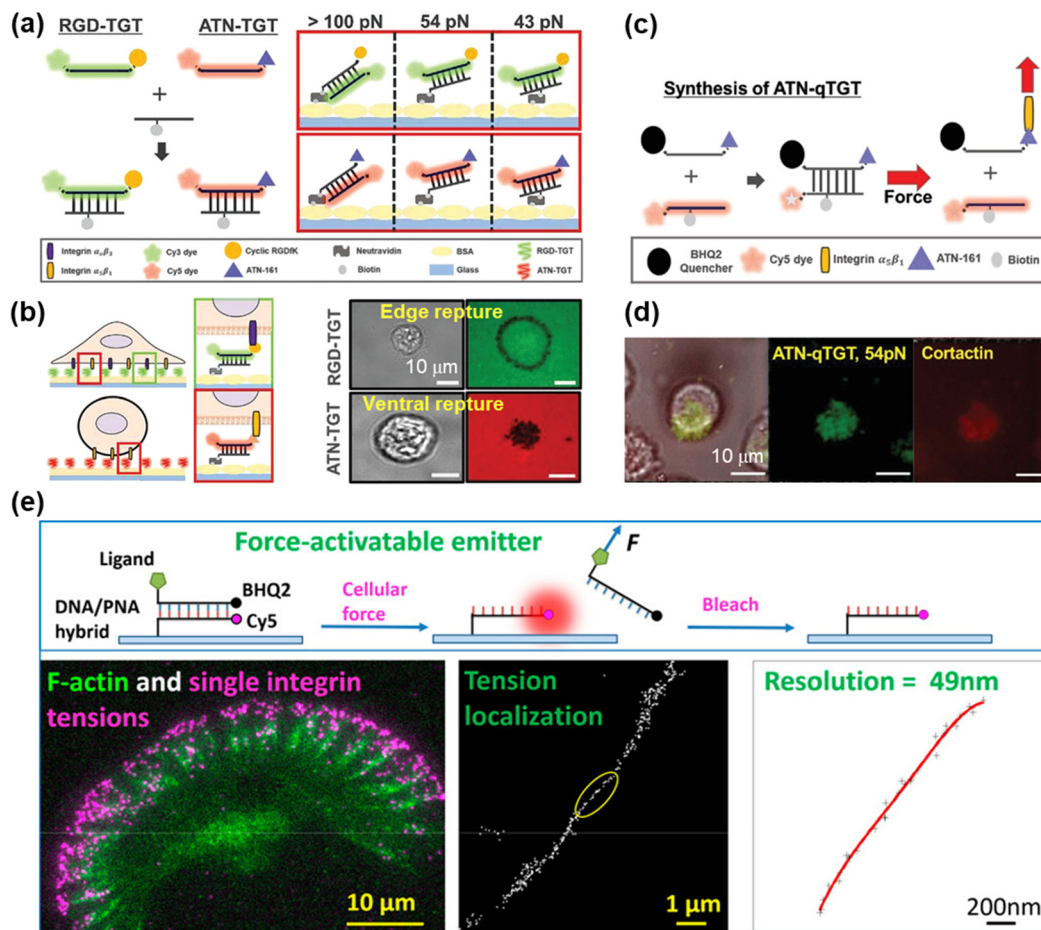 (a)
RGD-TGT
ATN-TGT
+
> 100 pN
54 pN
43 pN
Integrin αvβ3
Cy3 dye
Cyclic RGDfK
Neutravidin
BSA
RGD-TGT
Integrin α5β1
Cy5 dye
ATN-161
Biotin
Glass
ATN-TGT
(b)
RGD-TGT
Edge repture
10 μm
ATN-TGT
Ventral repture
(c)
Synthesis of ATN-qTGT
+
+
Force
+
BHQ2
Quencher
Cy5 dye
Integrin α5β1
ATN-161
Biotin
(d)
ATN-qTGT, 54pN
Cortactin
10 μm
(e)
Force-activatable emitter
Ligand
BHQ2
DNA/PNA
hybrid
Cy5
Cellular
force
F
Bleach
F-actin and single integrin
tensions
10 μm
Tension
localization
1 μm
Resolution = 49nm
200nm